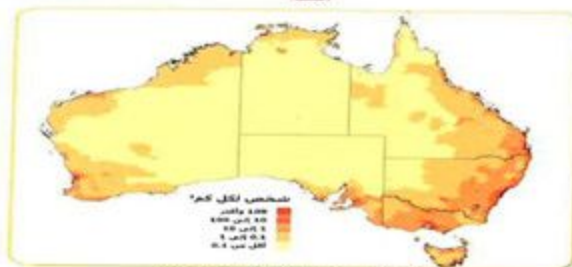 شخص لكل كم²
100 وأكثر
10 إلى 100
1 إلى 10
0.1 إلى 1
أقل من 0.1